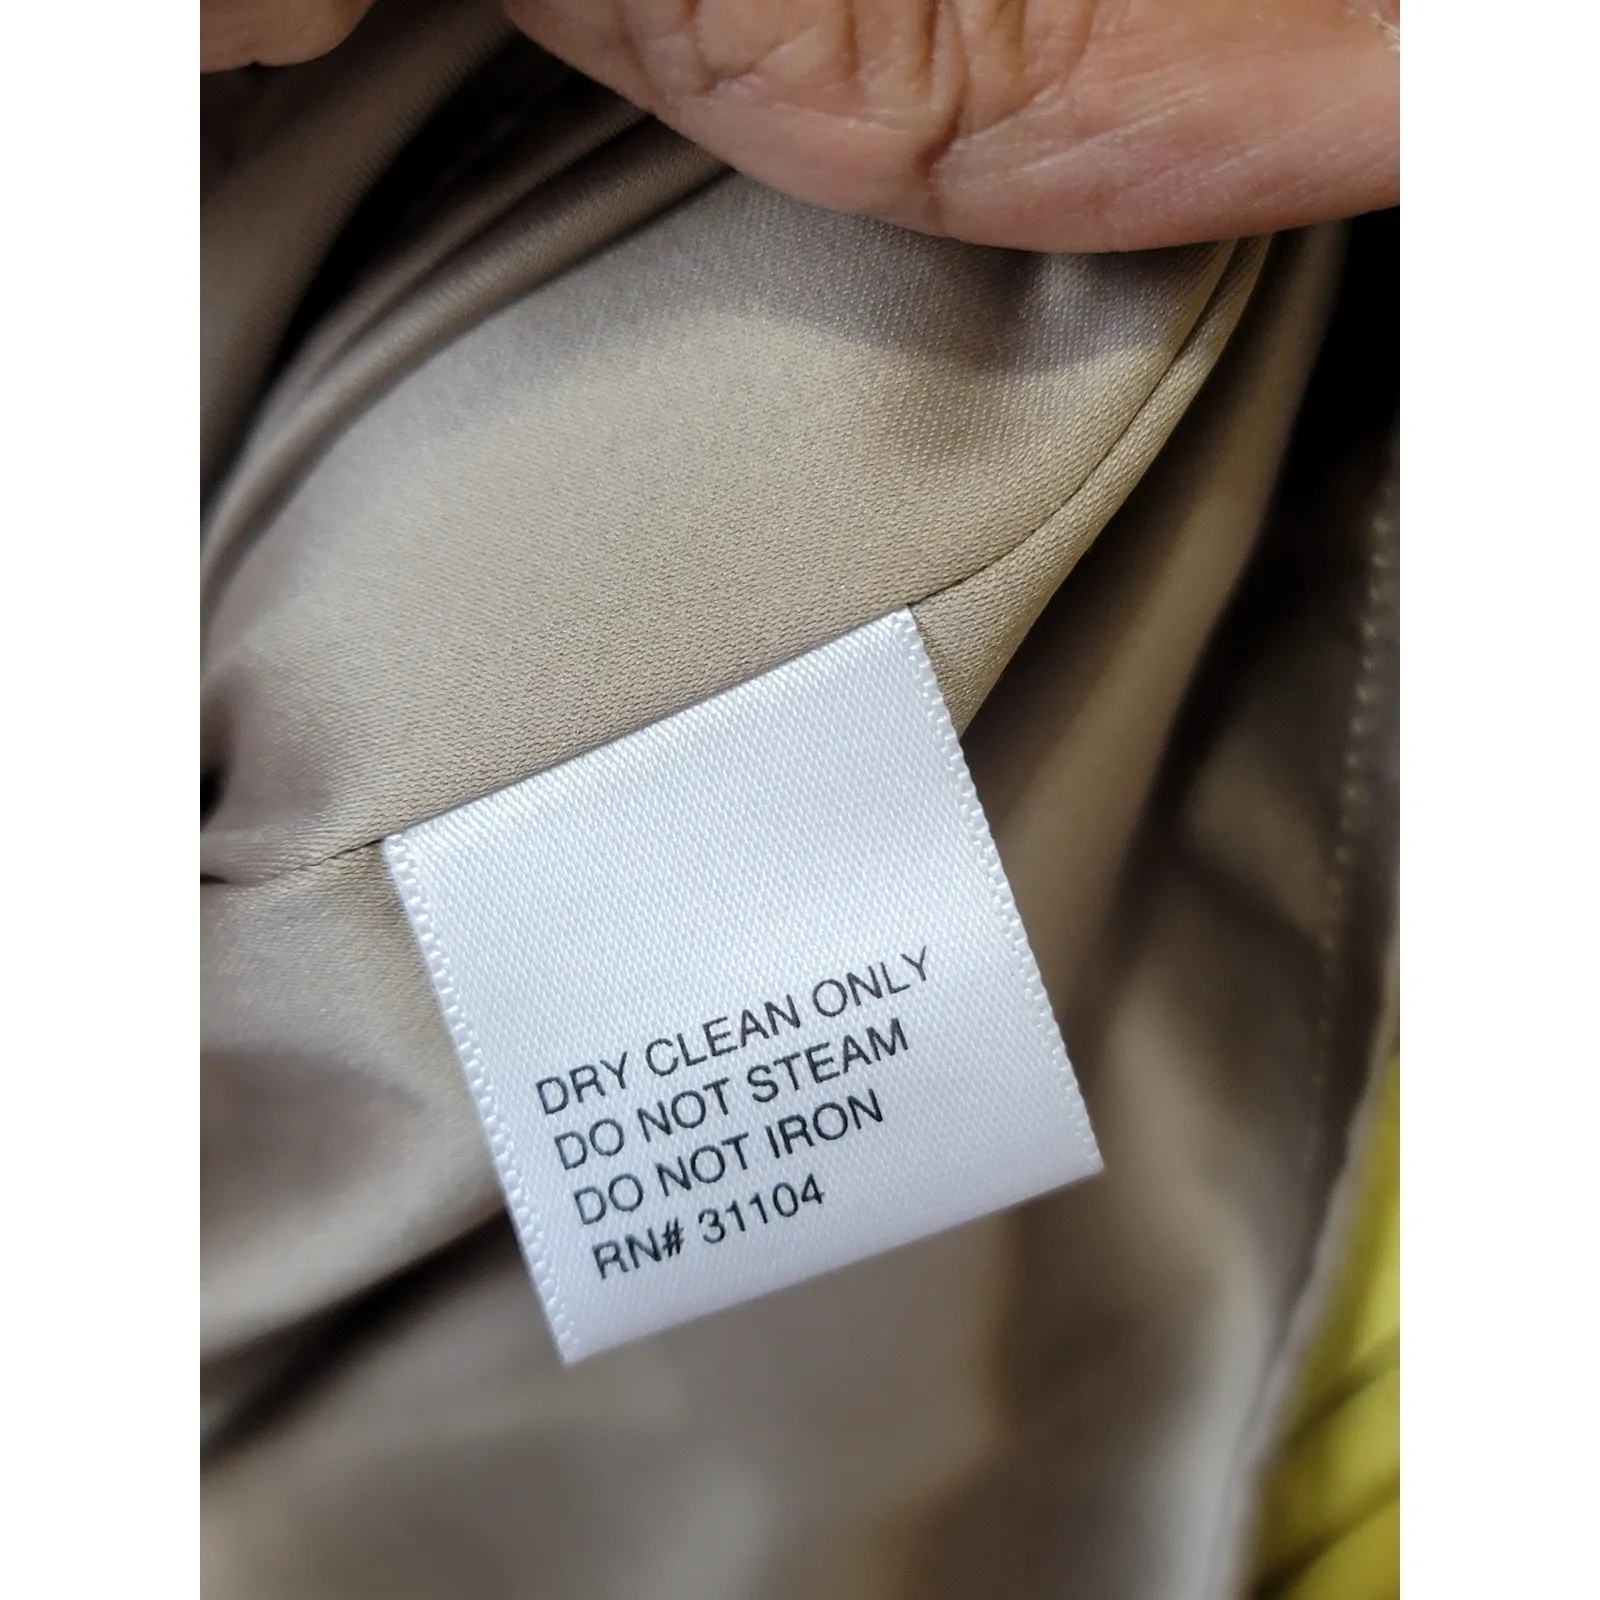 DRY CLEAN ONLY
DO NOT STEAM
DO NOT IRON
RN# 31104